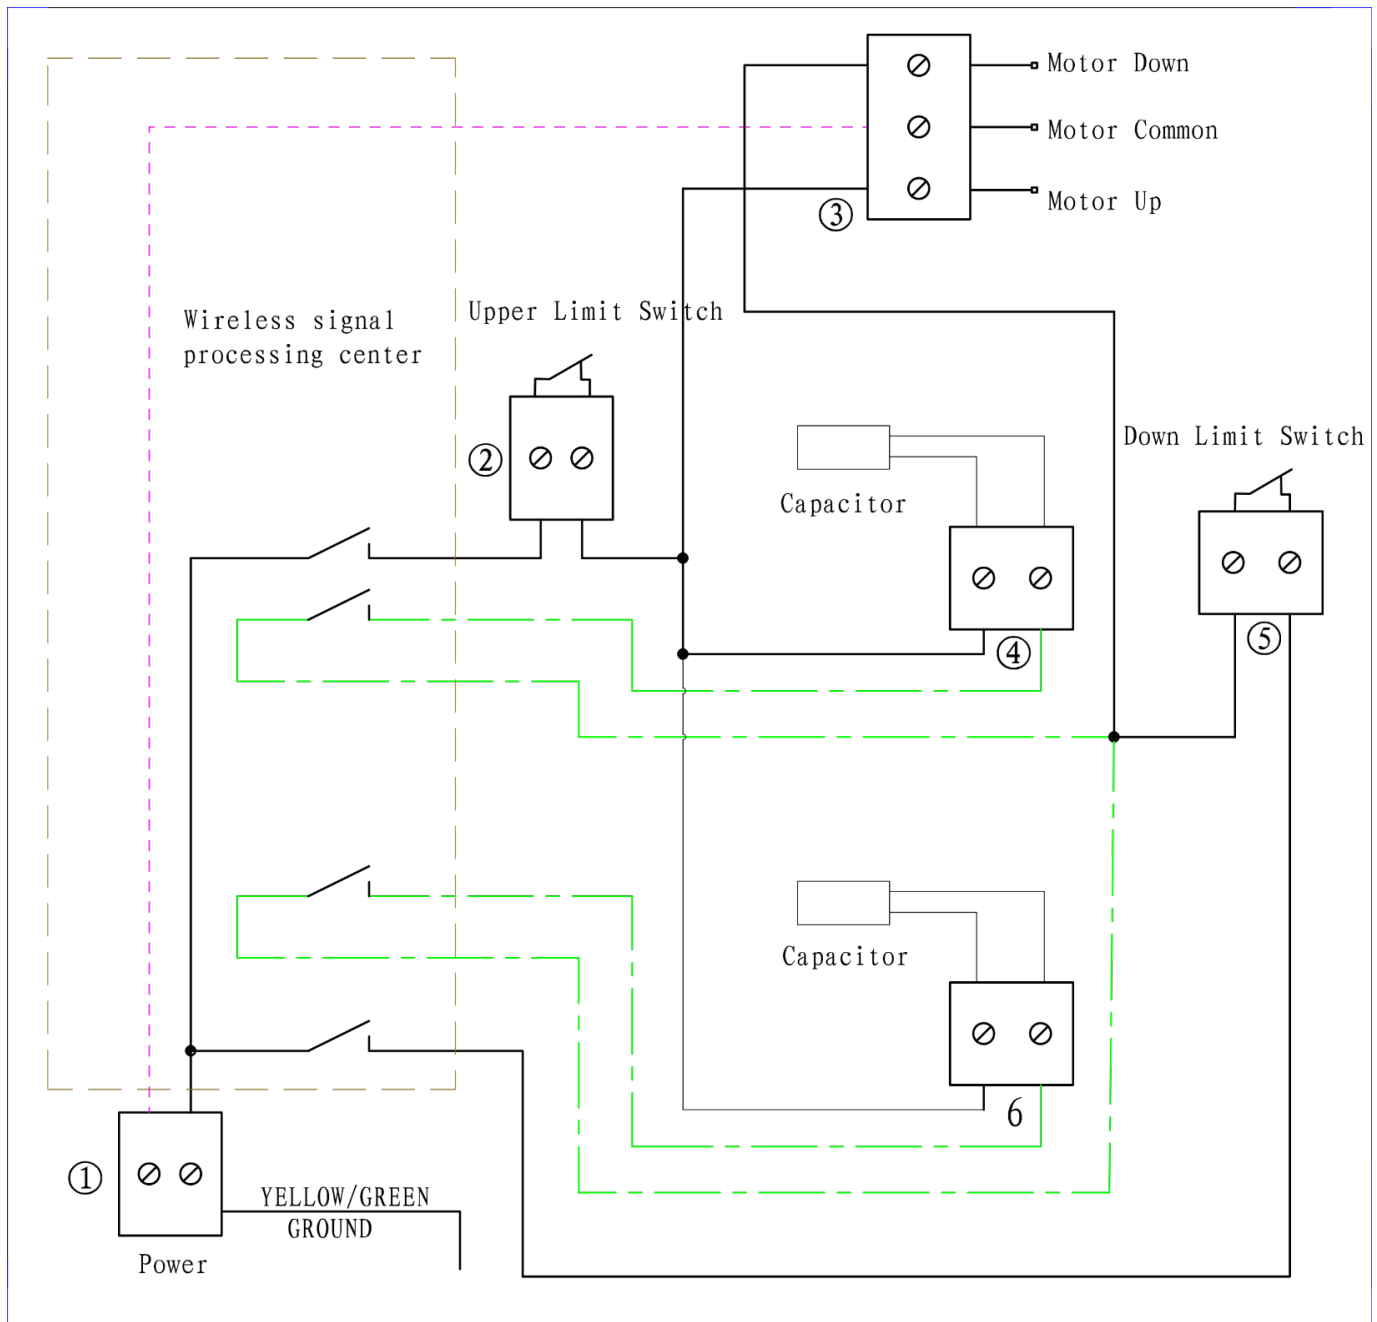 Motor Down
Motor Common
Motor Up
③
Wireless signal
processing center
Upper Limit Switch
②
Down Limit Switch
Capacitor
④
⑤
Capacitor
6
①
YELLOW/GREEN
GROUND
Power